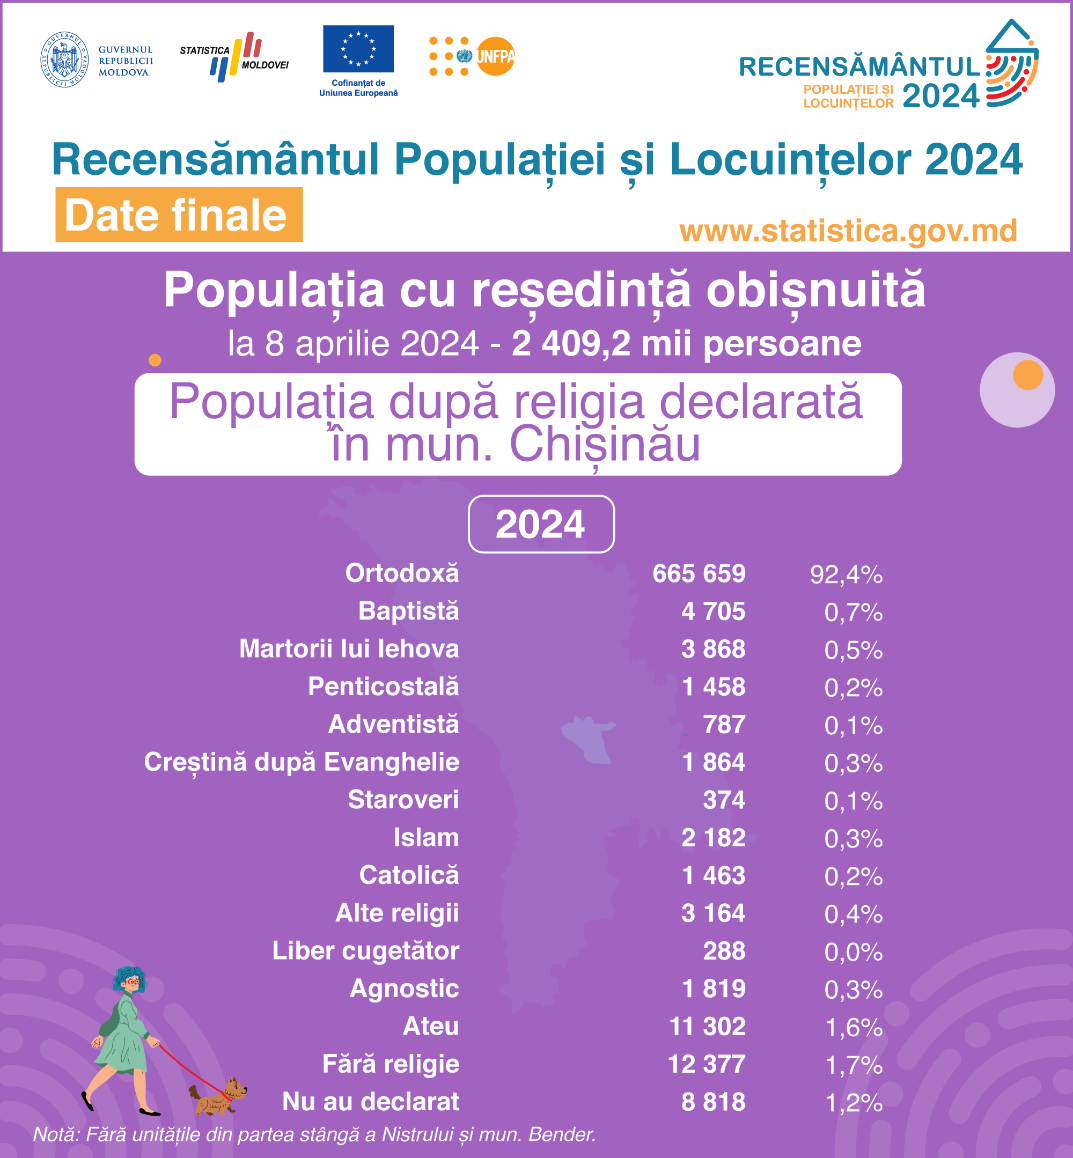 GUVERNUL
REPUBLICII
MOLDOVA
STATISTICA
MOLDOVEI
Cofinanțat de
Uniunea Europeană
UNFPA
RECENSĂMÂNTUL
POPULAȚIEI ȘI
LOCUINȚELOR 2024
Recensământul Populației și Locuințelor 2024
Date finale
www.statistica.gov.md
Populația cu reședință obișnuită
la 8 aprilie 2024 - 2 409,2 mii persoane
Populația după religia declarată
în mun. Chișinău
2024
Ortodoxă 665 659 92,4%
Baptistă 4 705 0,7%
Martorii lui Iehova 3 868 0,5%
Penticostală 1 458 0,2%
Adventistă 787 0,1%
Creștină după Evanghelie 1 864 0,3%
Staroveri 374 0,1%
Islam 2 182 0,3%
Catolică 1 463 0,2%
Alte religii 3 164 0,4%
Liber cugetător 288 0,0%
Agnostic 1 819 0,3%
Ateu 11 302 1,6%
Fără religie 12 377 1,7%
Nu au declarat 8 818 1,2%
Notă: Fără unitățile din partea stângă a Nistrului și mun. Bender.